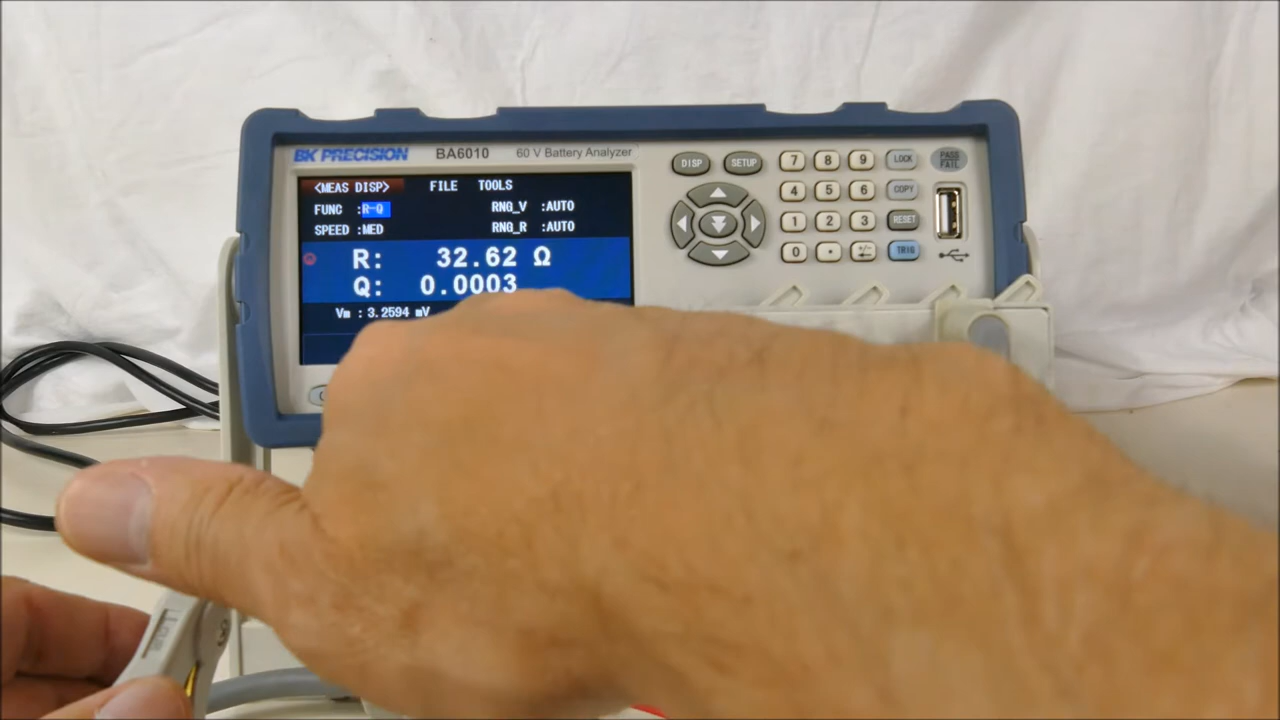 BK PRECISION BA6010 60 V Battery Analyzer
<MEAS DISP> FILE TOOLS
FUNC :R-Q RNG_V :AUTO
SPEED :MED RNG_R :AUTO
R: 32.62 Ω
Q: 0.0003
Vm : 3.2594 mV
DISP SETUP 7 8 9 LOCK PASS FAIL
4 5 6 COPY
1 2 3 RESET
0 . +/- TRIG